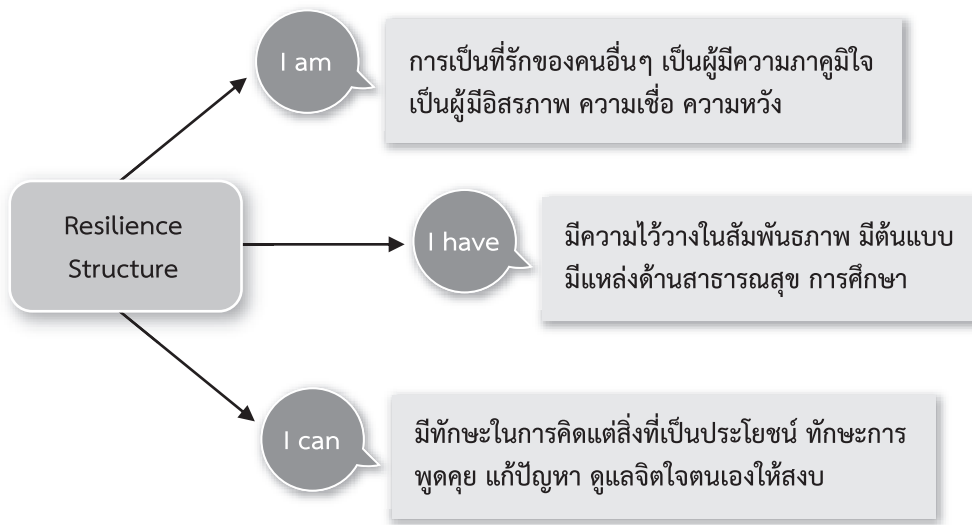 I am
การเป็นที่รักของคนอื่นๆ เป็นผู้มีความภาคูมิใจ
เป็นผู้มีอิสรภาพ ความเชื่อ ความหวัง
Resilience
Structure
I have
มีความไว้วางในสัมพันธภาพ มีต้นแบบ
มีแหล่งด้านสาธารณสุข การศึกษา
I can
มีทักษะในการคิดแต่สิ่งที่เป็นประโยชน์ ทักษะการ
พูดคุย แก้ปัญหา ดูแลจิตใจตนเองให้สงบ